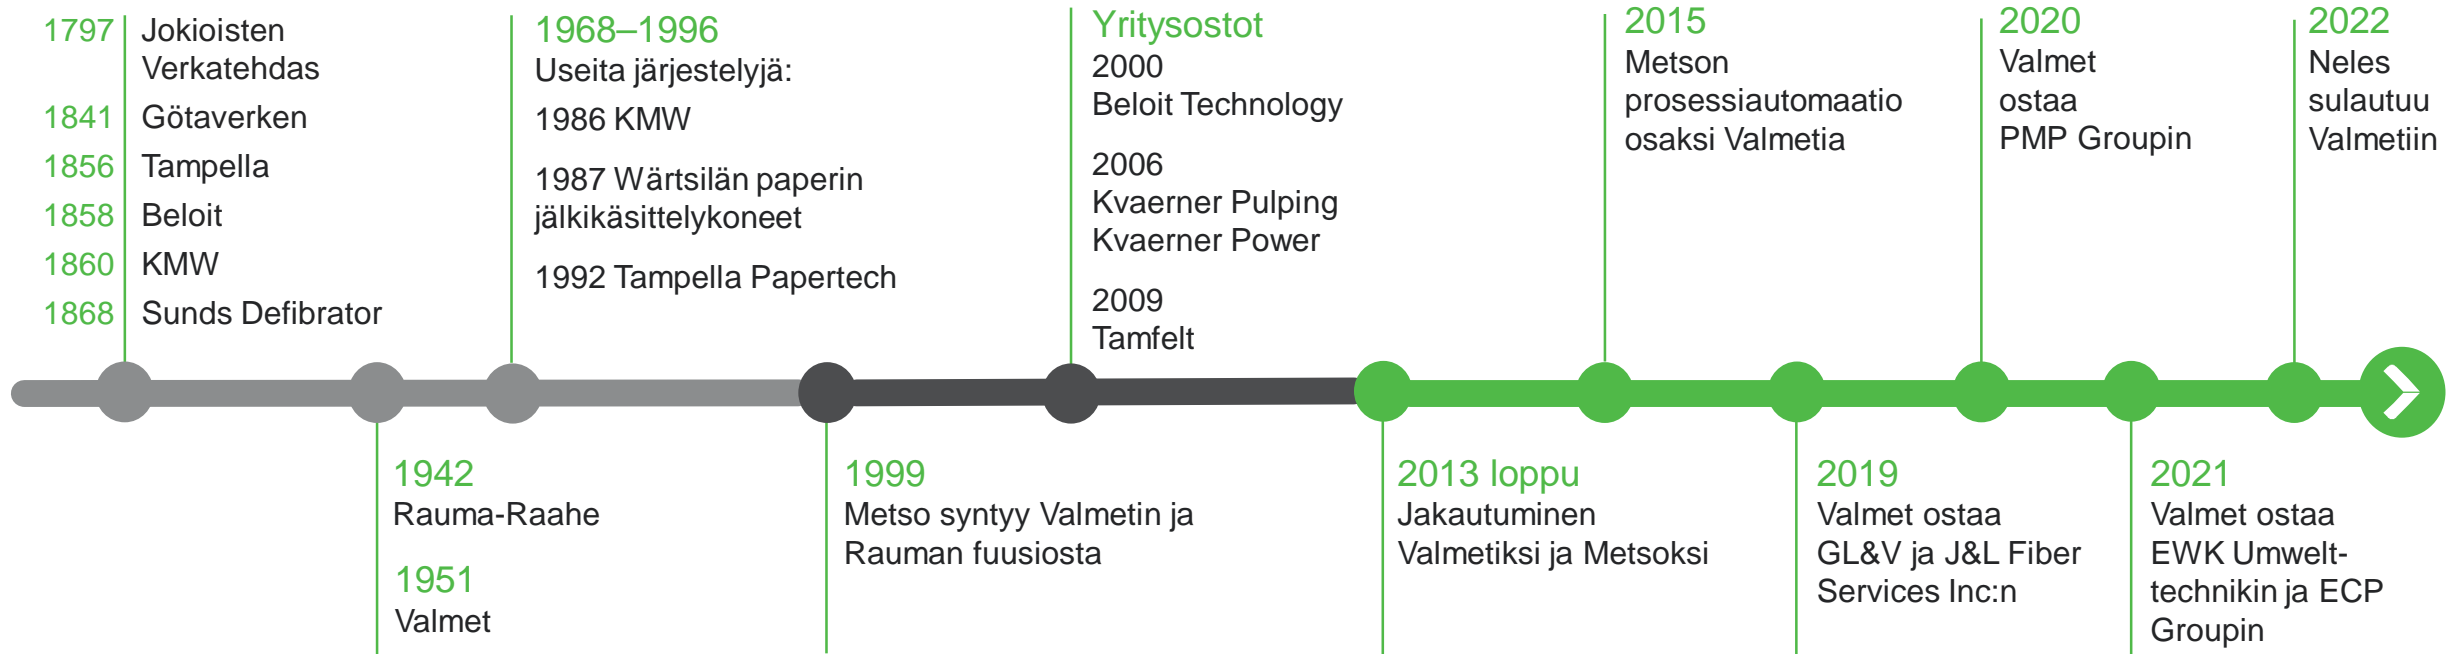 1797 Jokioisten
Verkatehdas
1841 Götaverken
1856 Tampella
1858 Beloit
1860 KMW
1868 Sunds Defibrator
1942
Rauma-Raahe
1951
Valmet
1968–1996
Useita järjestelyjä:
1986 KMW
1987 Wärtsilän paperin
jälkikäsittelykoneet
1992 Tampella Papertech
1999
Metso syntyy Valmetin ja
Rauman fuusiosta
Yritysostot
2000
Beloit Technology
2006
Kvaerner Pulping
Kvaerner Power
2009
Tamfelt
2013 loppu
Jakautuminen
Valmetiksi ja Metsoksi
2015
Metson
prosessiautomaatio
osaksi Valmetia
2019
Valmet ostaa
GL&V ja J&L Fiber
Services Inc:n
2020
Valmet
ostaa
PMP Groupin
2021
Valmet ostaa
EWK Umwelt-
technikin ja ECP
Groupin
2022
Neles
sulautuu
Valmetiin